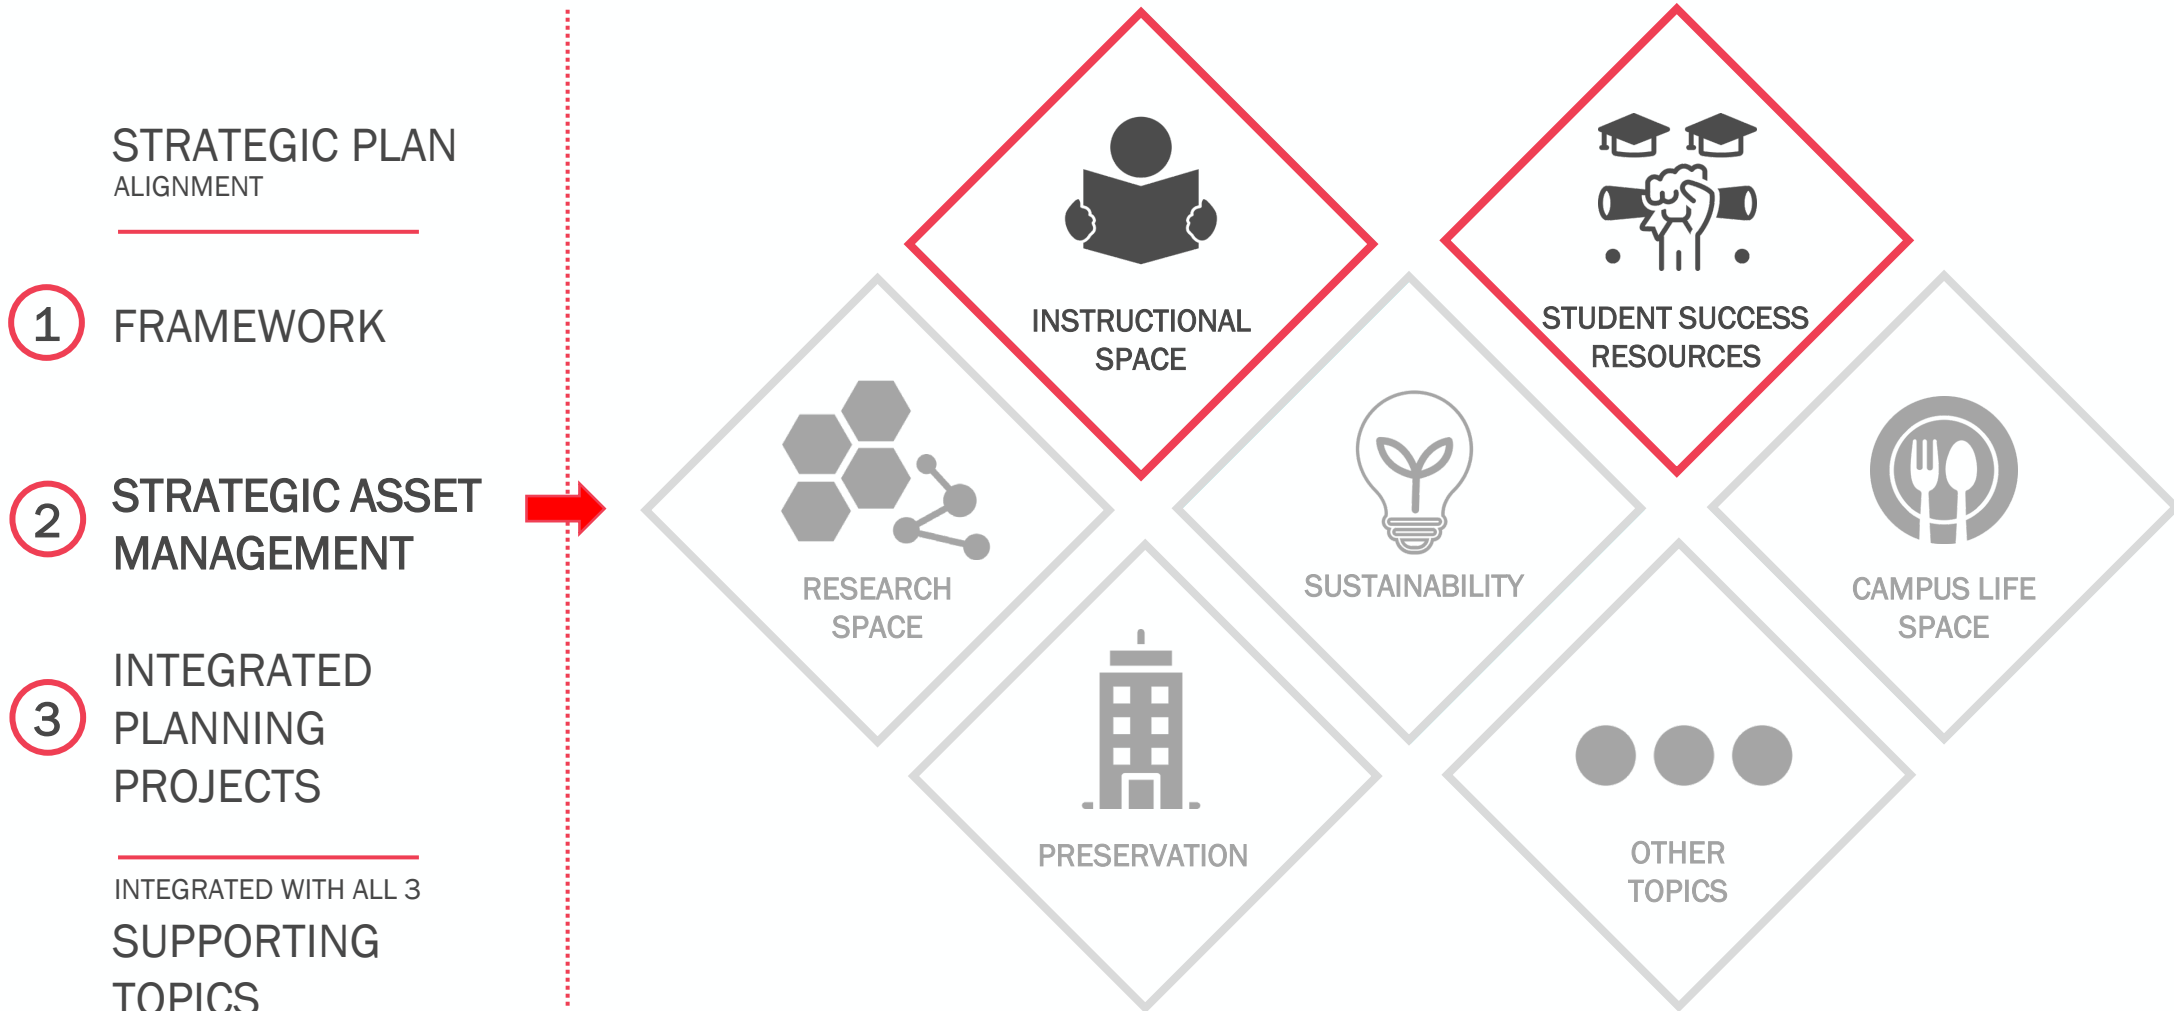 STRATEGIC PLAN
ALIGNMENT
1
FRAMEWORK
2
STRATEGIC ASSET
MANAGEMENT
3
INTEGRATED
PLANNING
PROJECTS
INTEGRATED WITH ALL 3
SUPPORTING
TOPICS
INSTRUCTIONAL
SPACE
STUDENT SUCCESS
RESOURCES
RESEARCH
SPACE
SUSTAINABILITY
CAMPUS LIFE
SPACE
PRESERVATION
OTHER
TOPICS